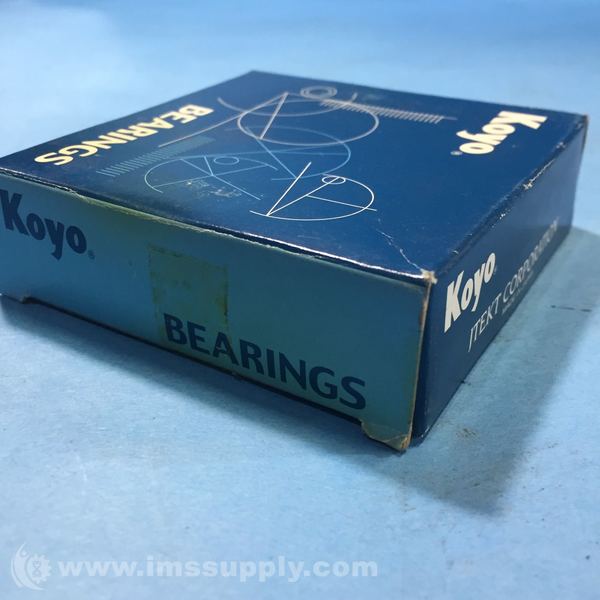 Koyo®
BEARINGS
Koyo®
BEARINGS
Koyo®
JTEKT CORPORATION
www.imssupply.com